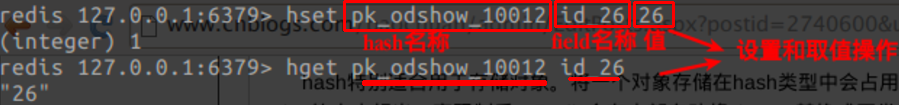 redis 127.0.0.1:6379> hset pk_odshow_10012 id_26 26
(integer) 1 www.cnblogs.com postid=2740600&u
hash名称 field名称 值 设置和取值操作
redis 127.0.0.1:6379> hget pk_odshow_10012 id_26
"26" hash特别适合用于存储对象。将一个对象存储在hash类型中会占用